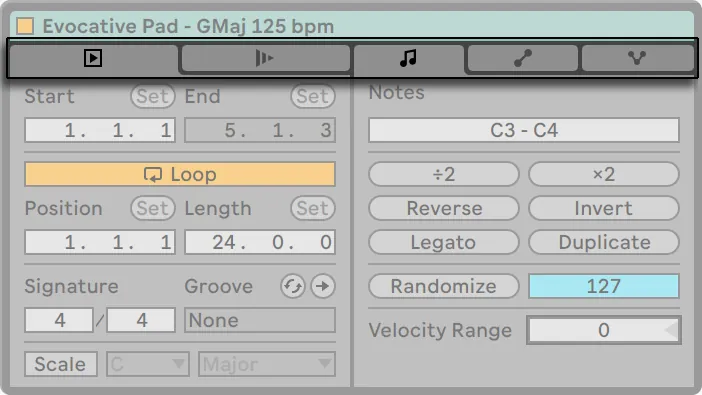 Evocative Pad - GMaj 125 bpm
Start Set End Set
1. 1. 1 5. 1. 3
Loop
Position Set Length Set
1. 1. 1 24. 0. 0
Signature Groove
4 / 4 None
Scale C Major
Notes
C3 - C4
÷2 ×2
Reverse Invert
Legato Duplicate
Randomize 127
Velocity Range 0